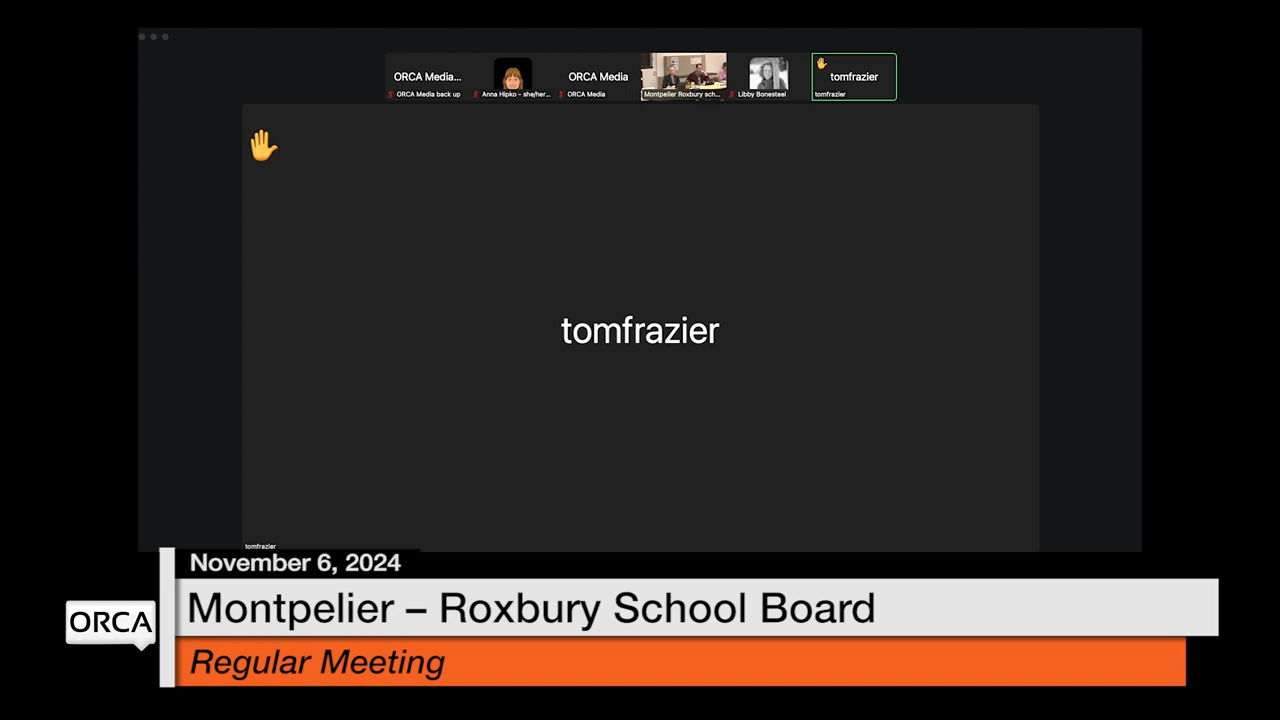 ORCA Media...
ORCA Media
tomfrazier
ORCA Media back up
Anna Hipko - she/her...
ORCA Media
Montpelier Roxbury sch...
Libby Bonesteel
tomfrazier
tomfrazier
tomfrazier
November 6, 2024
Montpelier – Roxbury School Board
ORCA
Regular Meeting